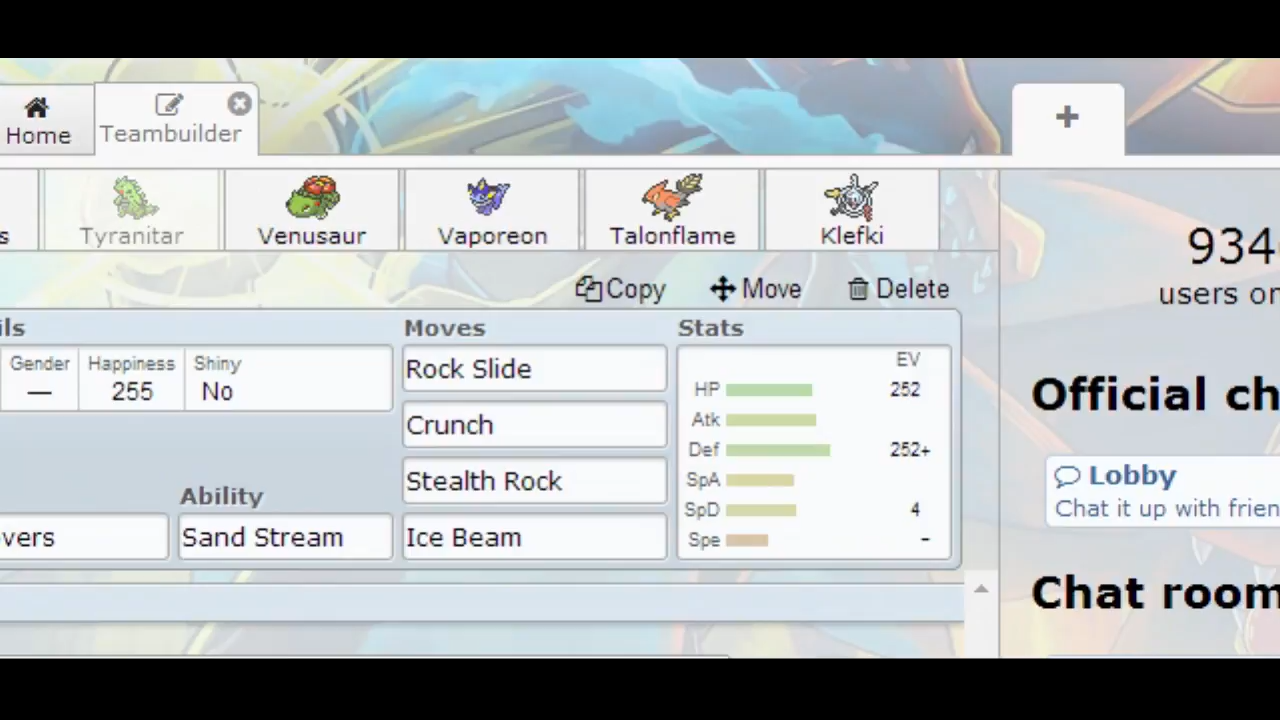 Home
Teambuilder
s
Tyranitar
Venusaur
Vaporeon
Talonflame
Klefki
Copy
Move
Delete
ils
Gender
—
Happiness
255
Shiny
No
Ability
vers
Sand Stream
Moves
Rock Slide
Crunch
Stealth Rock
Ice Beam
Stats
EV
HP 252
Atk
Def 252+
SpA
SpD 4
Spe -
934
users on
Official ch
Lobby
Chat it up with frien
Chat room